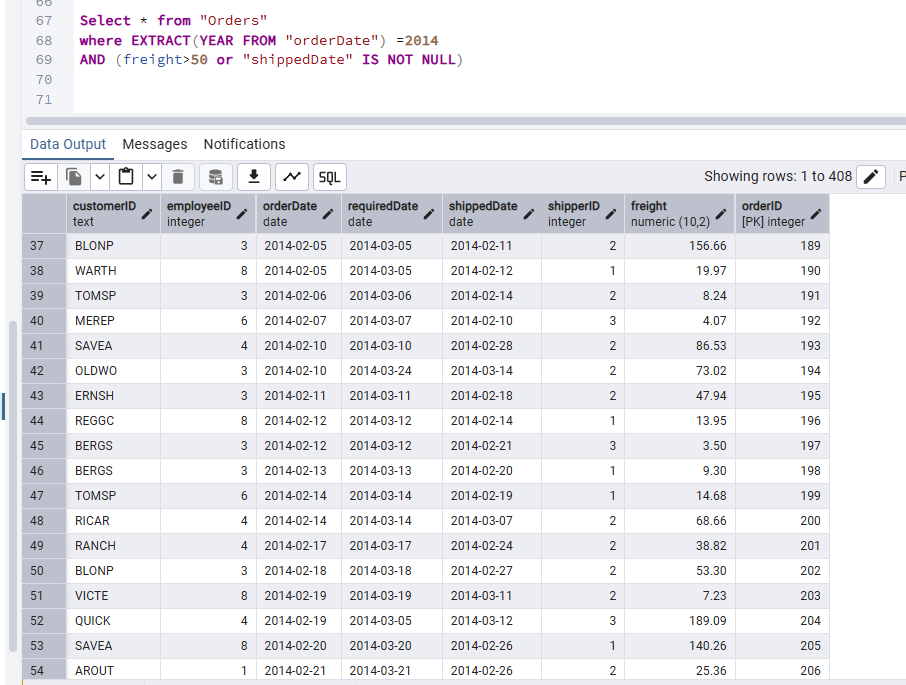 66
67 Select * from "Orders"
68 where EXTRACT(YEAR FROM "orderDate") =2014
69 AND (freight>50 or "shippedDate" IS NOT NULL)
70
71
Data Output Messages Notifications
SQL Showing rows: 1 to 408 P
customerID employeeID orderDate requiredDate shippedDate shipperID freight orderID
text integer date date date integer numeric (10,2) [PK] integer
37 BLONP 3 2014-02-05 2014-03-05 2014-02-11 2 156.66 189
38 WARTH 8 2014-02-05 2014-03-05 2014-02-12 1 19.97 190
39 TOMSP 3 2014-02-06 2014-03-06 2014-02-14 2 8.24 191
40 MEREP 6 2014-02-07 2014-03-07 2014-02-10 3 4.07 192
41 SAVEA 4 2014-02-10 2014-03-10 2014-02-28 2 86.53 193
42 OLDWO 3 2014-02-10 2014-03-24 2014-03-14 2 73.02 194
43 ERNSH 3 2014-02-11 2014-03-11 2014-02-18 2 47.94 195
44 REGGC 8 2014-02-12 2014-03-12 2014-02-14 1 13.95 196
45 BERGS 3 2014-02-12 2014-03-12 2014-02-21 3 3.50 197
46 BERGS 3 2014-02-13 2014-03-13 2014-02-20 1 9.30 198
47 TOMSP 6 2014-02-14 2014-03-14 2014-02-19 1 14.68 199
48 RICAR 4 2014-02-14 2014-03-14 2014-03-07 2 68.66 200
49 RANCH 4 2014-02-17 2014-03-17 2014-02-24 2 38.82 201
50 BLONP 3 2014-02-18 2014-03-18 2014-02-27 2 53.30 202
51 VICTE 8 2014-02-19 2014-03-19 2014-03-11 2 7.23 203
52 QUICK 4 2014-02-19 2014-03-05 2014-03-12 3 189.09 204
53 SAVEA 8 2014-02-20 2014-03-20 2014-02-26 1 140.26 205
54 AROUT 1 2014-02-21 2014-03-21 2014-02-26 2 25.36 206